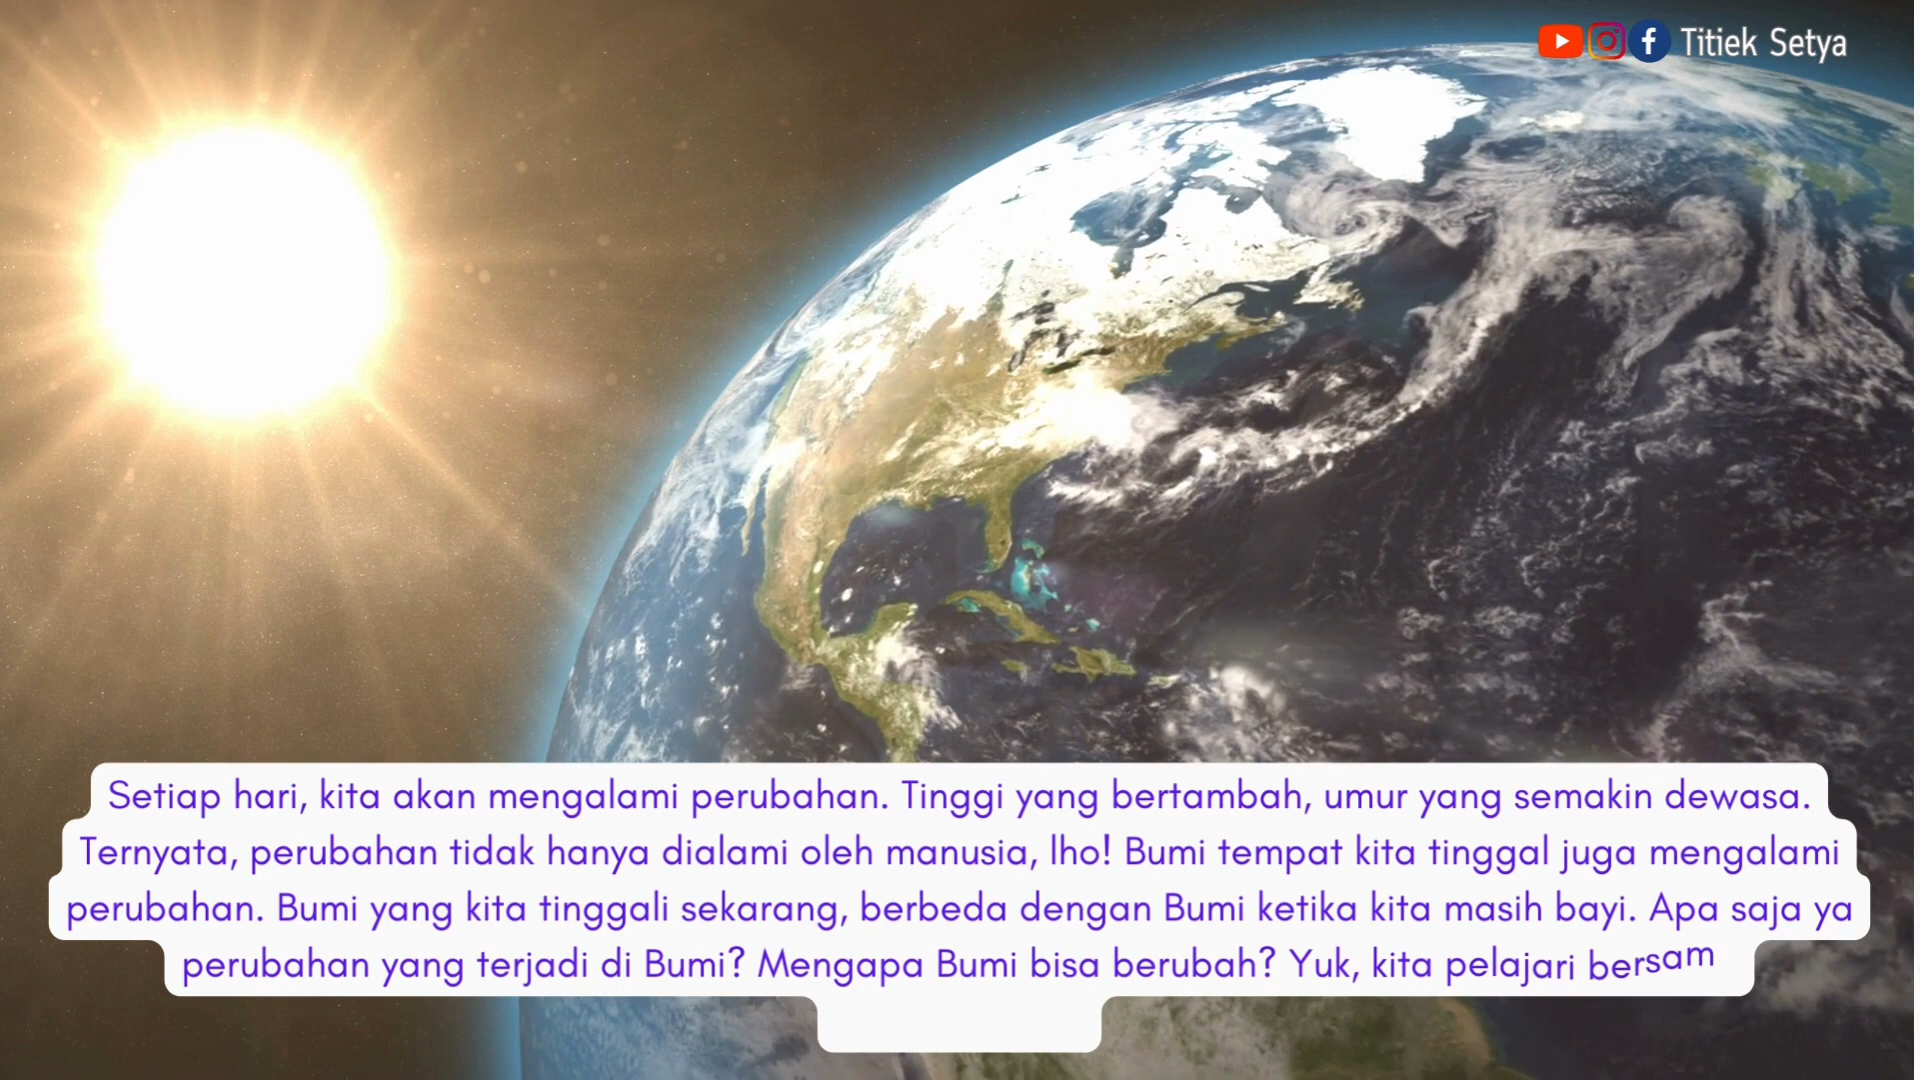 Titiek Setya
Setiap hari, kita akan mengalami perubahan. Tinggi yang bertambah, umur yang semakin dewasa.
Ternyata, perubahan tidak hanya dialami oleh manusia, lho! Bumi tempat kita tinggal juga mengalami
perubahan. Bumi yang kita tinggali sekarang, berbeda dengan Bumi ketika kita masih bayi. Apa saja ya
perubahan yang terjadi di Bumi? Mengapa Bumi bisa berubah? Yuk, kita pelajari bersam